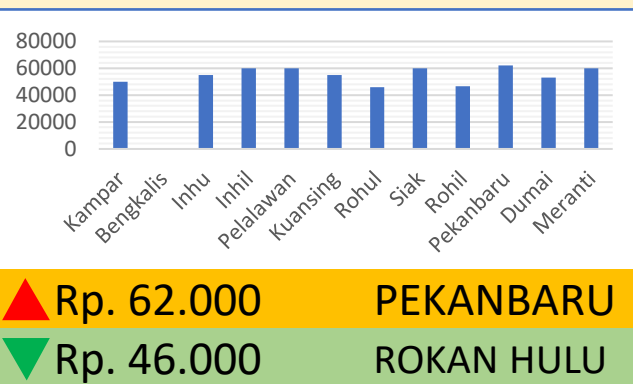 80000
60000
40000
20000
0
Kampar
Bengkalis
Inhu
Inhil
Pelalawan
Kuansing
Rohul
Siak
Rohil
Pekanbaru
Dumai
Meranti
Rp. 62.000 PEKANBARU
Rp. 46.000 ROKAN HULU